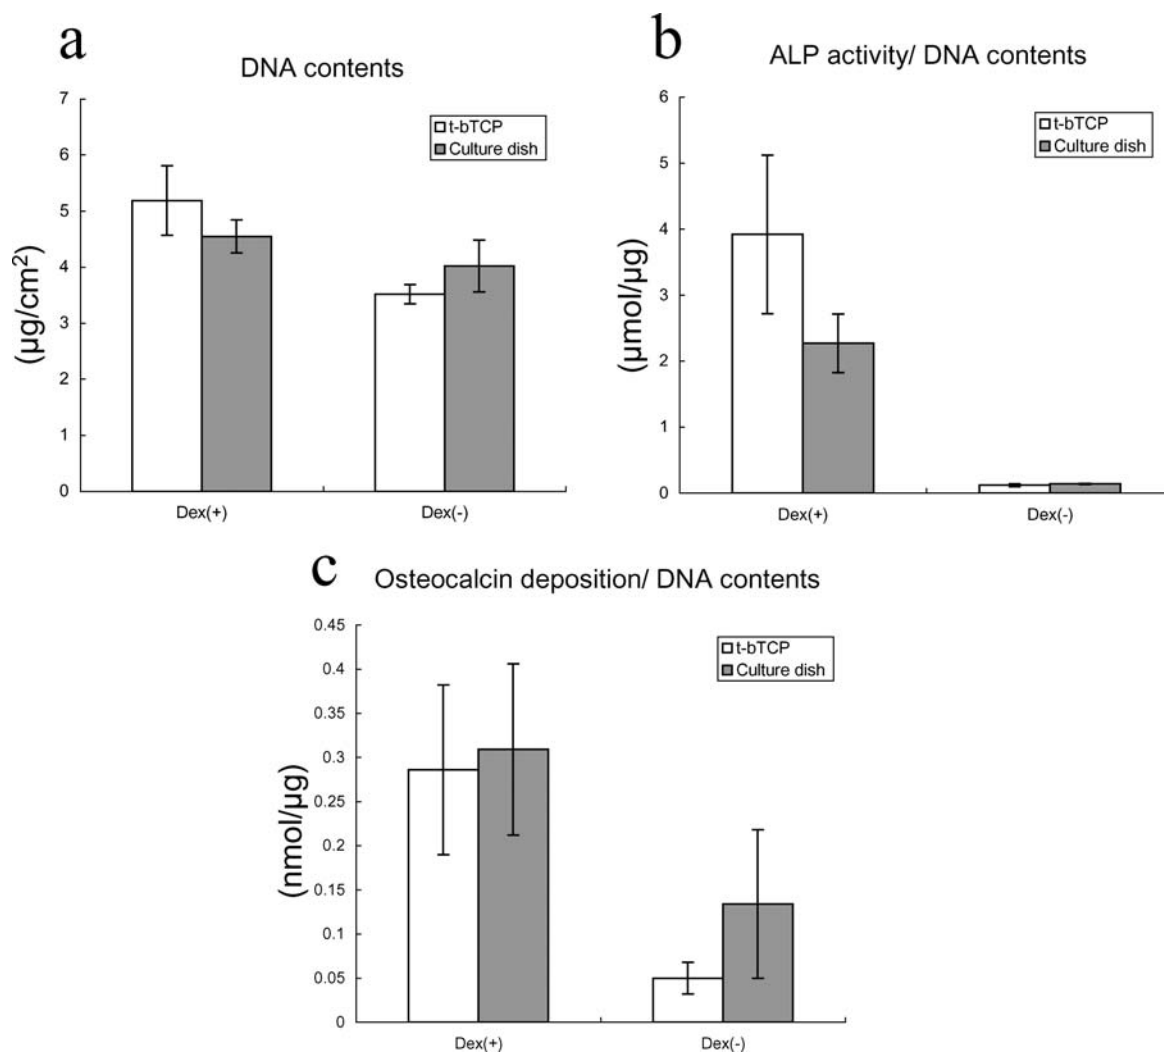 a
DNA contents
7
6
5
4
3
2
1
0
(µg/cm²)
t-bTCP
Culture dish
Dex(+)
Dex(-)
b
ALP activity/ DNA contents
6
5
4
3
2
1
0
(µmol/µg)
t-bTCP
Culture dish
Dex(+)
Dex(-)
c
Osteocalcin deposition/ DNA contents
0.45
0.4
0.35
0.3
0.25
0.2
0.15
0.1
0.05
0
(nmol/µg)
t-bTCP
Culture dish
Dex(+)
Dex(-)